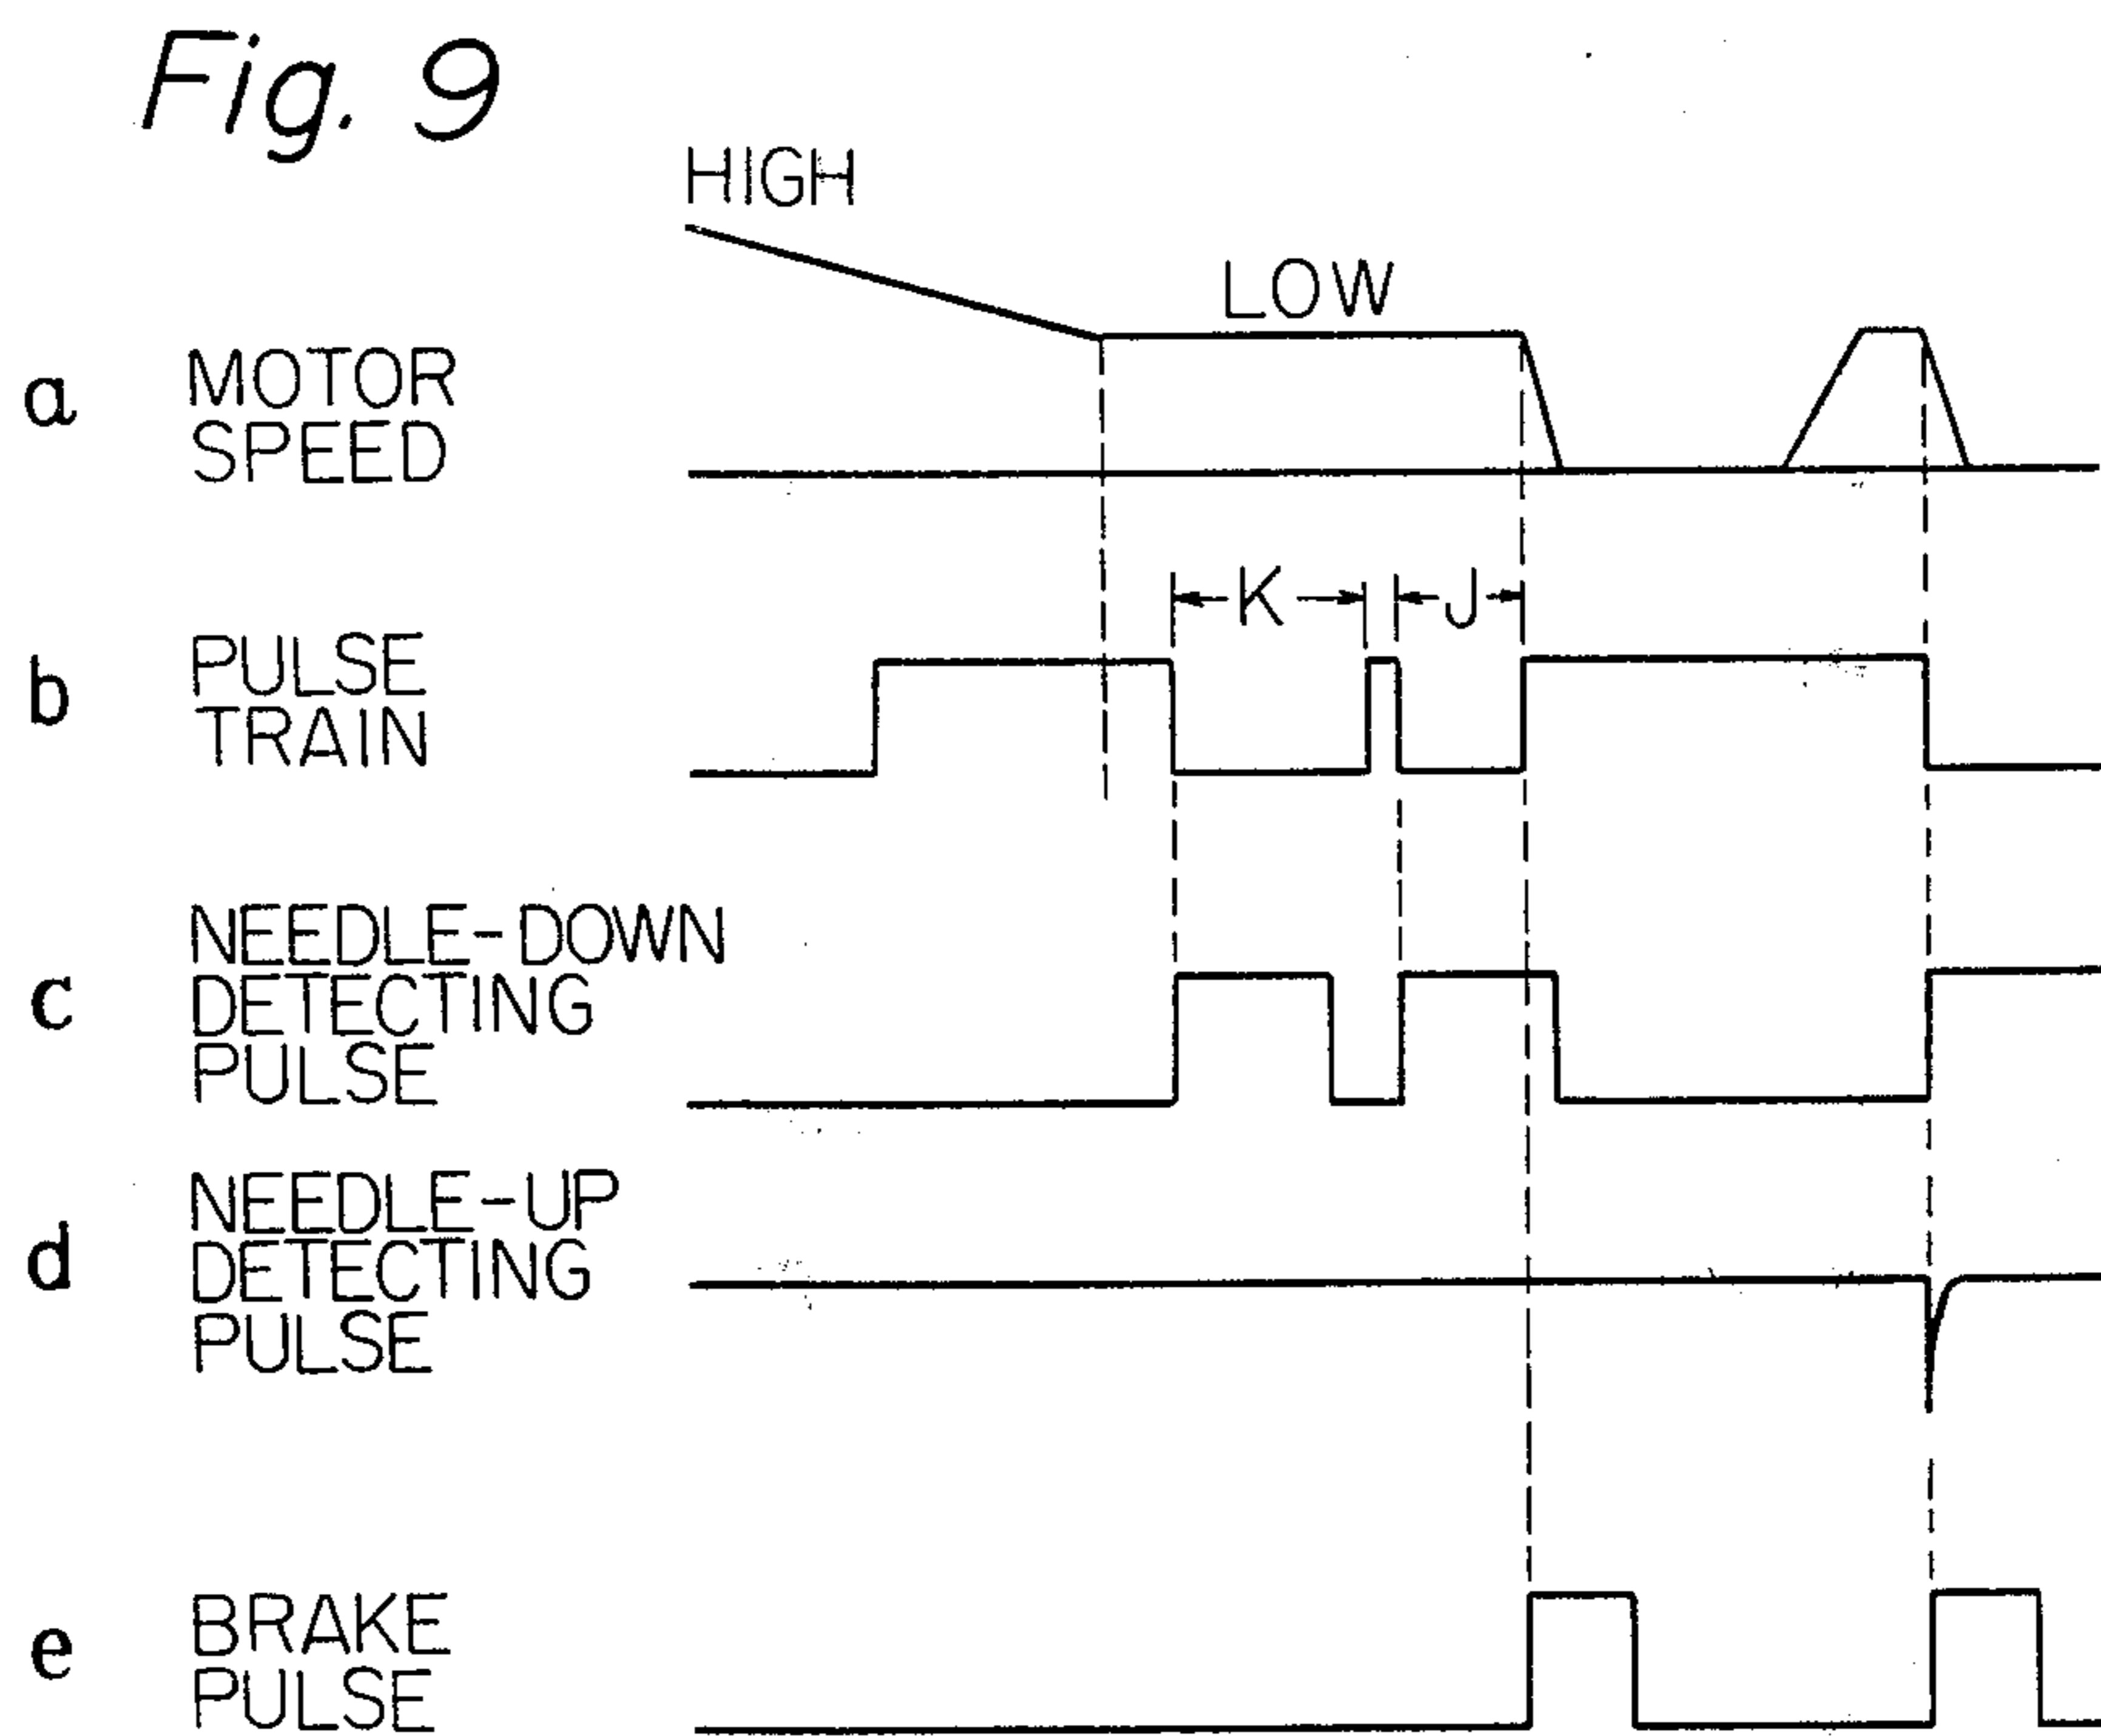 Fig. 9
HIGH
LOW
a
MOTOR
SPEED
K
J
b
PULSE
TRAIN
c
NEEDLE-DOWN
DETECTING
PULSE
d
NEEDLE-UP
DETECTING
PULSE
e
BRAKE
PULSE